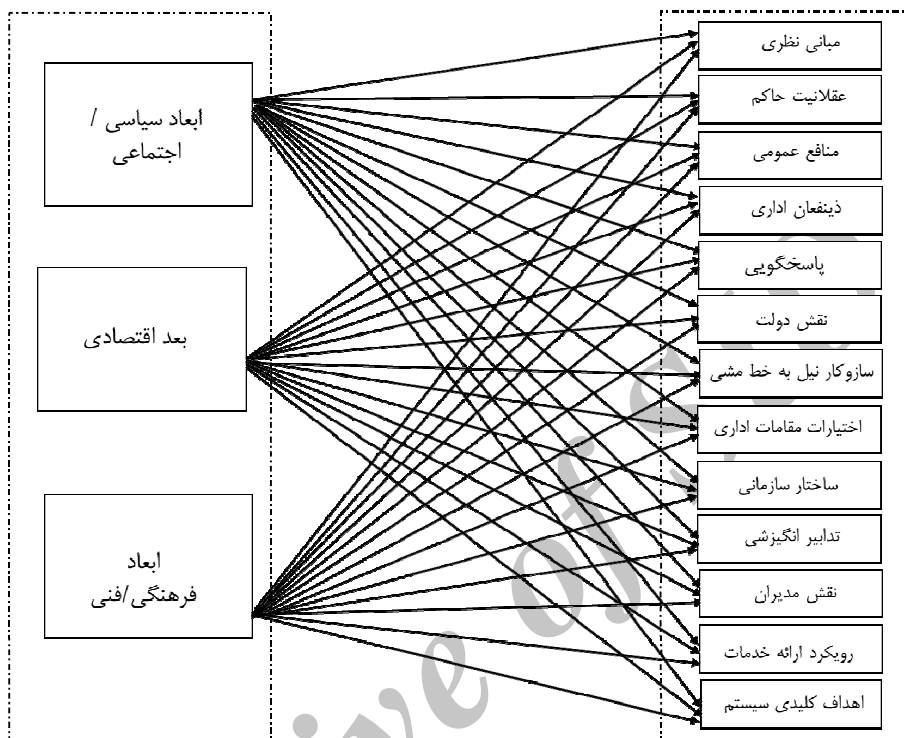 ابعاد سیاسی /
اجتماعی
بعد اقتصادی
ابعاد
فرهنگی/فنی
مبانی نظری
عقلانیت حاکم
منافع عمومی
ذینفعان اداری
پاسخگویی
نقش دولت
سازوکار نیل به خط مشی
اختیارات مقامات اداری
ساختار سازمانی
تدابیر انگیزشی
نقش مدیران
رویکرد ارائه خدمات
اهداف کلیدی سیستم
ive of S